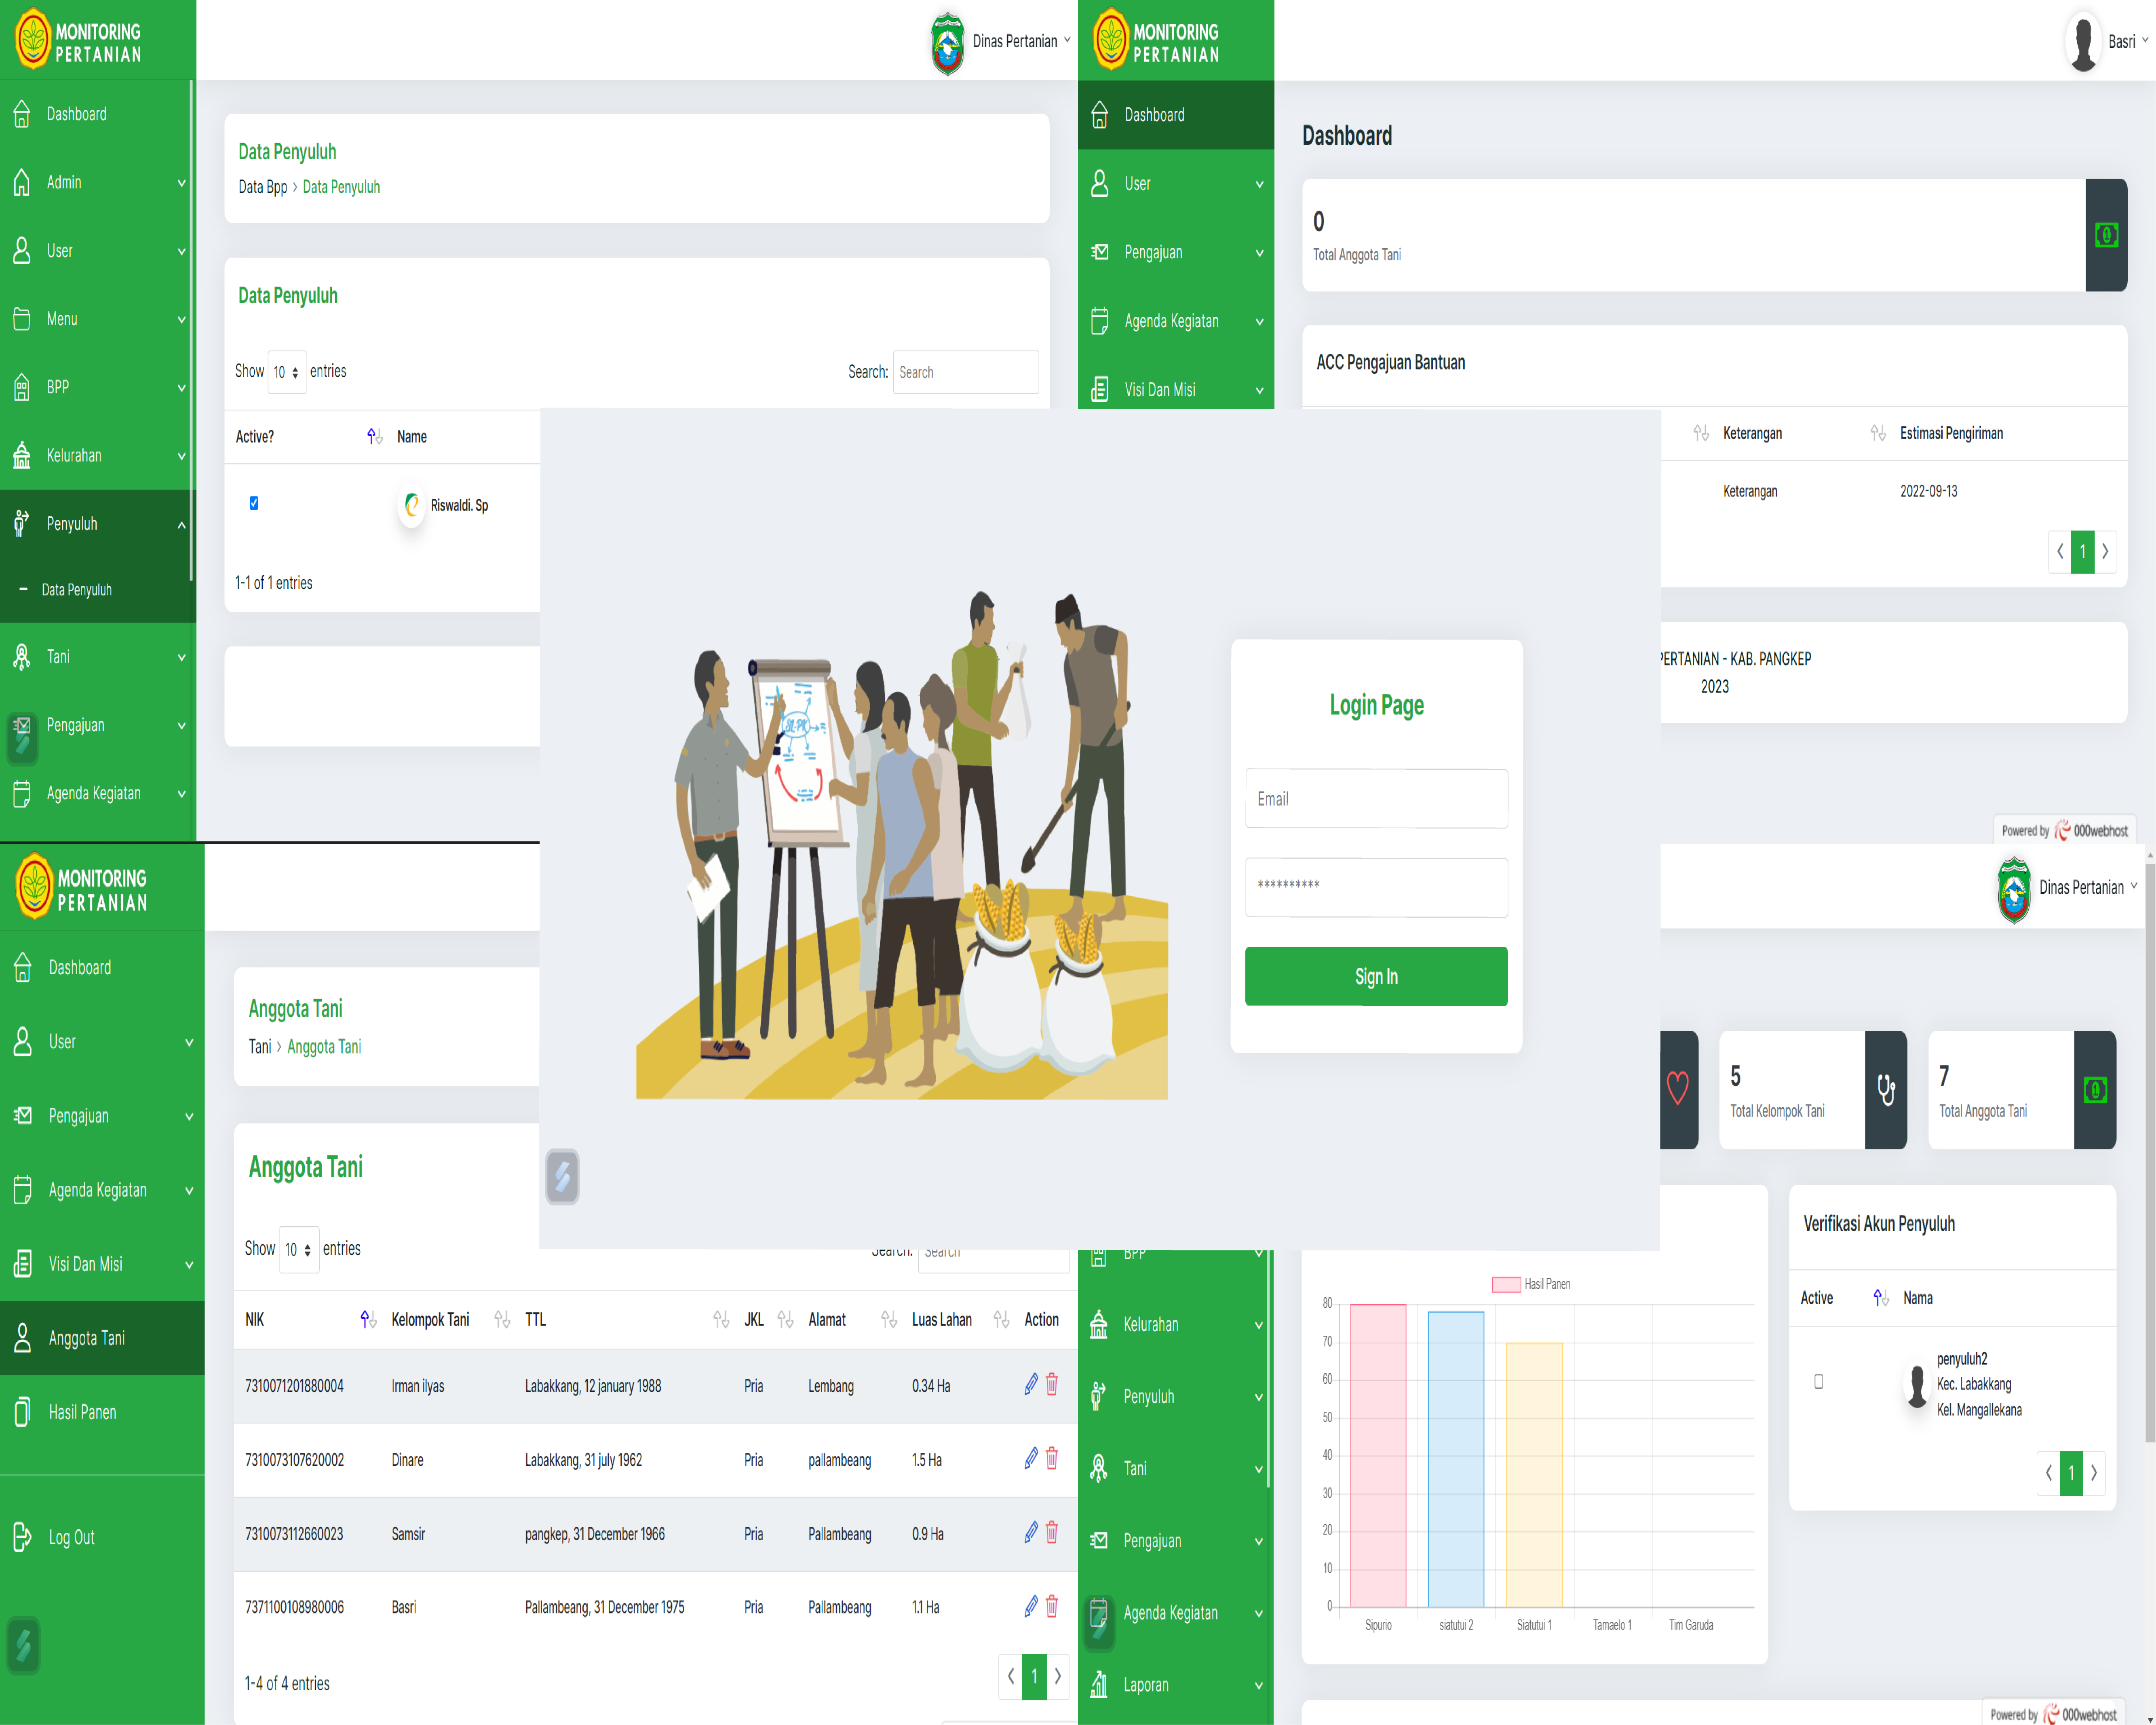 MONITORING
PERTANIAN
Dinas Pertanian
Dashboard
Admin
User
Menu
BPP
Kelurahan
Penyuluh
Data Penyuluh
Tani
Pengajuan
Agenda Kegiatan
Data Penyuluh
Data Bpp > Data Penyuluh
Data Penyuluh
Show 10 entries
Search: Search
Active? Name
Riswaldi. Sp
1-1 of 1 entries
MONITORING
PERTANIAN
Basri
Dashboard
User
Pengajuan
Agenda Kegiatan
Visi Dan Misi
Dashboard
0
Total Anggota Tani
ACC Pengajuan Bantuan
Keterangan Estimasi Pengiriman
Keterangan 2022-09-13
1
PERTANIAN - KAB. PANGKEP
2023
Powered by 000webhost
SL-PK
Login Page
Email
**********
Sign In
MONITORING
PERTANIAN
Dashboard
User
Pengajuan
Agenda Kegiatan
Visi Dan Misi
Anggota Tani
Hasil Panen
Log Out
Anggota Tani
Tani > Anggota Tani
Anggota Tani
Show 10 entries
Search: Search
NIK Kelompok Tani TTL JKL Alamat Luas Lahan Action
7310071201880004 Irman ilyas Labakkang, 12 january 1988 Pria Lembang 0.34 Ha
7310073107620002 Dinare Labakkang, 31 july 1962 Pria pallambeang 1.5 Ha
7310073112660023 Samsir pangkep, 31 December 1966 Pria Pallambeang 0.9 Ha
7371100108980006 Basri Pallambeang, 31 December 1975 Pria Pallambeang 1.1 Ha
1-4 of 4 entries
1
Dinas Pertanian
5
Total Kelompok Tani
7
Total Anggota Tani
BPP
Kelurahan
Penyuluh
Tani
Pengajuan
Agenda Kegiatan
Laporan
Hasil Panen
80
70
60
50
40
30
20
10
0
Sipurio siatutui 2 Siatutui 1 Tamaelo 1 Tim Garuda
Verifikasi Akun Penyuluh
Active Nama
penyuluh2
Kec. Labakkang
Kel. Mangallekana
1
Powered by 000webhost